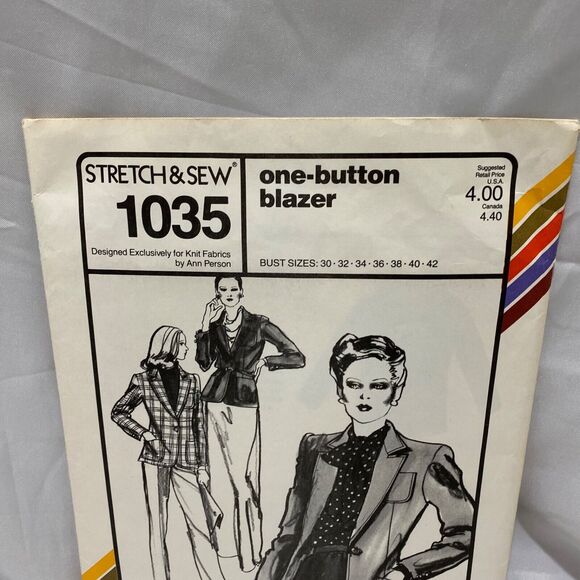 STRETCH & SEW®
1035
Designed Exclusively for Knit Fabrics
by Ann Person
one-button
blazer
BUST SIZES: 30 · 32 · 34 · 36 · 38 · 40 · 42
Suggested
Retail Price
U.S.A.
4.00
Canada
4.40